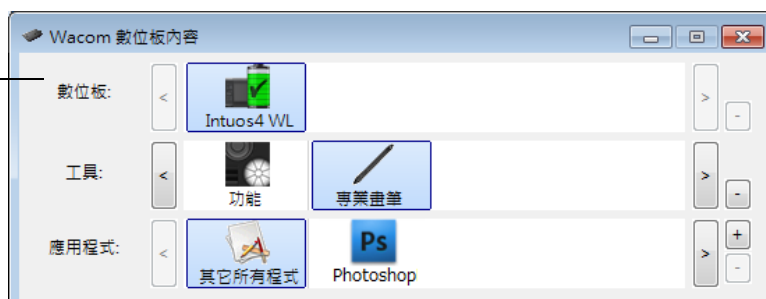 Wacom 數位板內容
數位板:
<
Intuos4 WL
>
-
工具:
<
功能
專業畫筆
>
-
應用程式:
<
其它所有程式
Ps
Photoshop
>
+
-